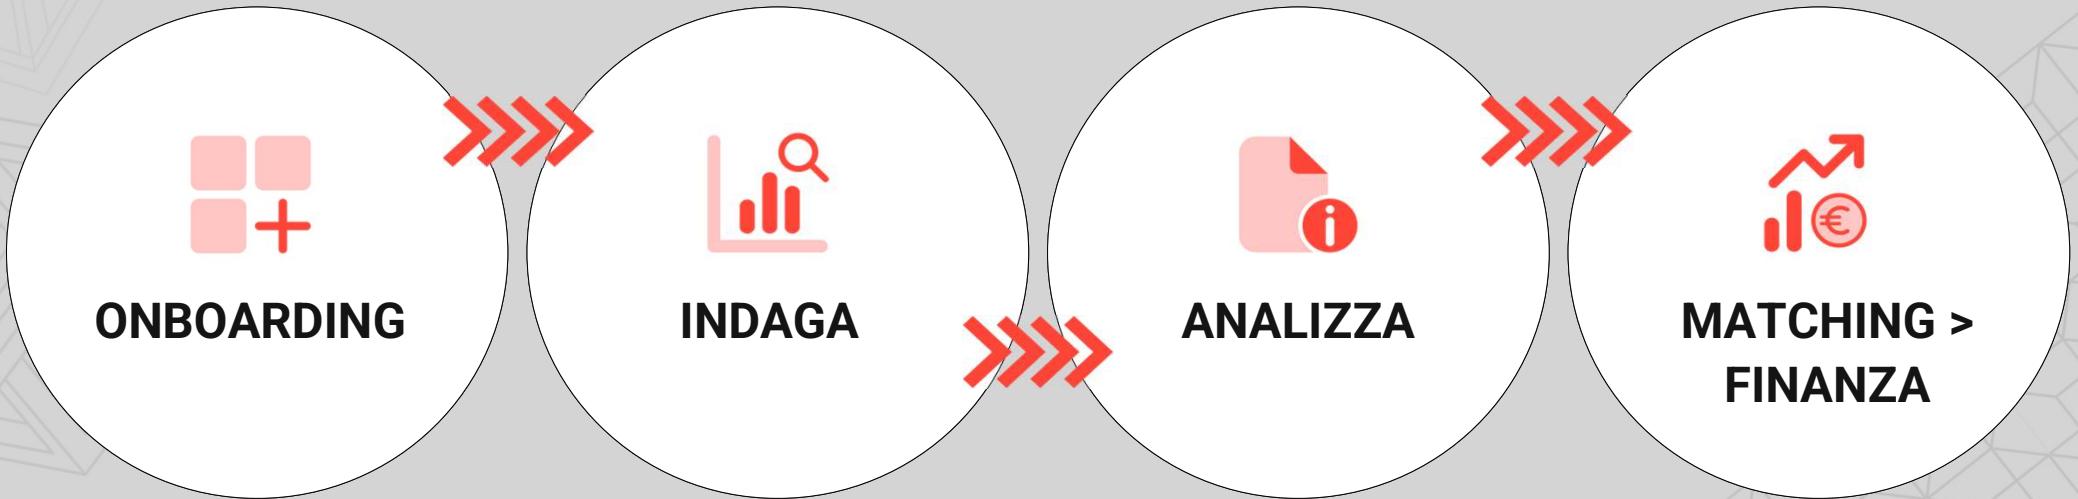 ONBOARDING
INDAGA
ANALIZZA
MATCHING >
FINANZA